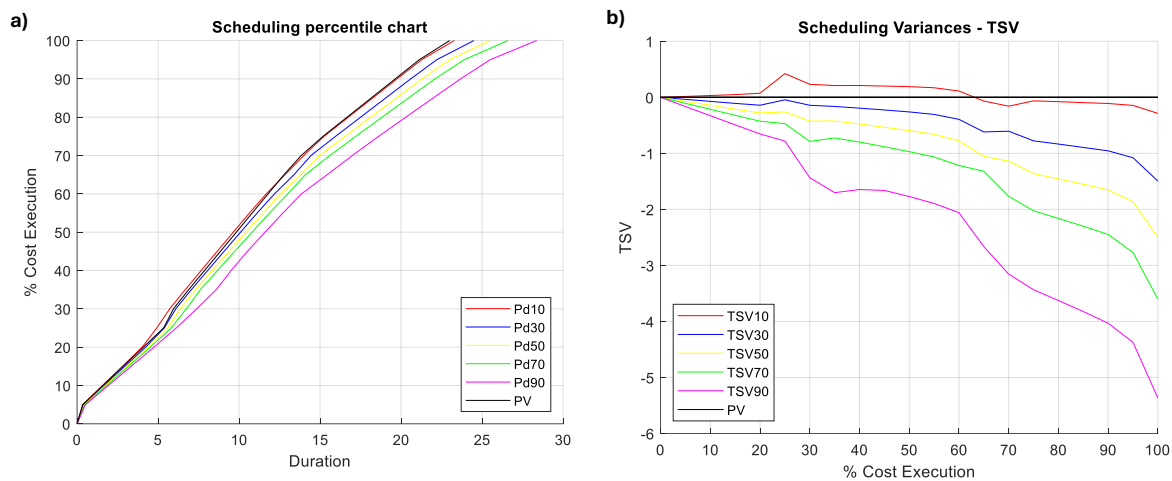 a)
Scheduling percentile chart
100
90
80
70
60
50
40
30
20
10
0
% Cost Execution
0 5 10 15 20 25 30
Duration
Pd10
Pd30
Pd50
Pd70
Pd90
PV
b)
Scheduling Variances - TSV
1
0
-1
-2
-3
-4
-5
-6
TSV
0 10 20 30 40 50 60 70 80 90 100
% Cost Execution
TSV10
TSV30
TSV50
TSV70
TSV90
PV